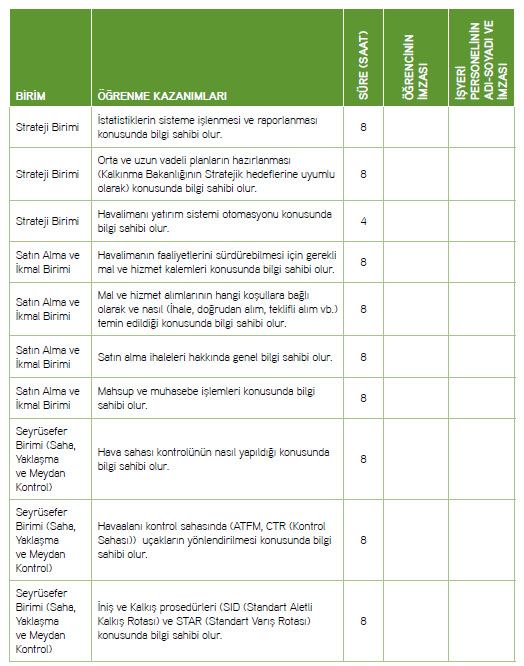 BİRİM
ÖĞRENME KAZANIMLARI
SÜRE (SAAT)
ÖĞRENCİNİN
İMZASI
İŞYERİ
PERSONELİNİN
ADI-SOYADI VE
İMZASI
Strateji Birimi
İstatistiklerin sisteme işlenmesi ve raporlanması
konusunda bilgi sahibi olur.
8
Strateji Birimi
Orta ve uzun vadeli planların hazırlanması
(Kalkınma Bakanlığının Stratejik hedeflerine uyumlu
olarak) konusunda bilgi sahibi olur.
8
Strateji Birimi
Havalimanı yatırım sistemi otomasyonu konusunda
bilgi sahibi olur.
4
Satın Alma ve
İkmal Birimi
Havalimanın faaliyetlerini sürdürebilmesi için gerekli
mal ve hizmet kalemleri konusunda bilgi sahibi olur.
8
Satın Alma ve
İkmal Birimi
Mal ve hizmet alımlarının hangi koşullara bağlı
olarak ve nasıl (İhale, doğrudan alım, teklifli alım vb.)
temin edildiği konusunda bilgi sahibi olur.
8
Satın Alma ve
İkmal Birimi
Satın alma ihaleleri hakkında genel bilgi sahibi olur.
8
Satın Alma ve
İkmal Birimi
Mahsup ve muhasebe işlemleri konusunda bilgi
sahibi olur.
8
Seyrüsefer
Birimi (Saha,
Yaklaşma
ve Meydan
Kontrol)
Hava sahası kontrolünün nasıl yapıldığı konusunda
bilgi sahibi olur.
8
Seyrüsefer
Birimi (Saha,
Yaklaşma
ve Meydan
Kontrol)
Havaalanı kontrol sahasında (ATFM, CTR (Kontrol
Sahası)) uçakların yönlendirilmesi konusunda bilgi
sahibi olur.
8
Seyrüsefer
Birimi (Saha,
Yaklaşma
ve Meydan
Kontrol)
İniş ve Kalkış prosedürleri (SID (Standart Aletli
Kalkış Rotası) ve STAR (Standart Varış Rotası)
konusunda bilgi sahibi olur.
8